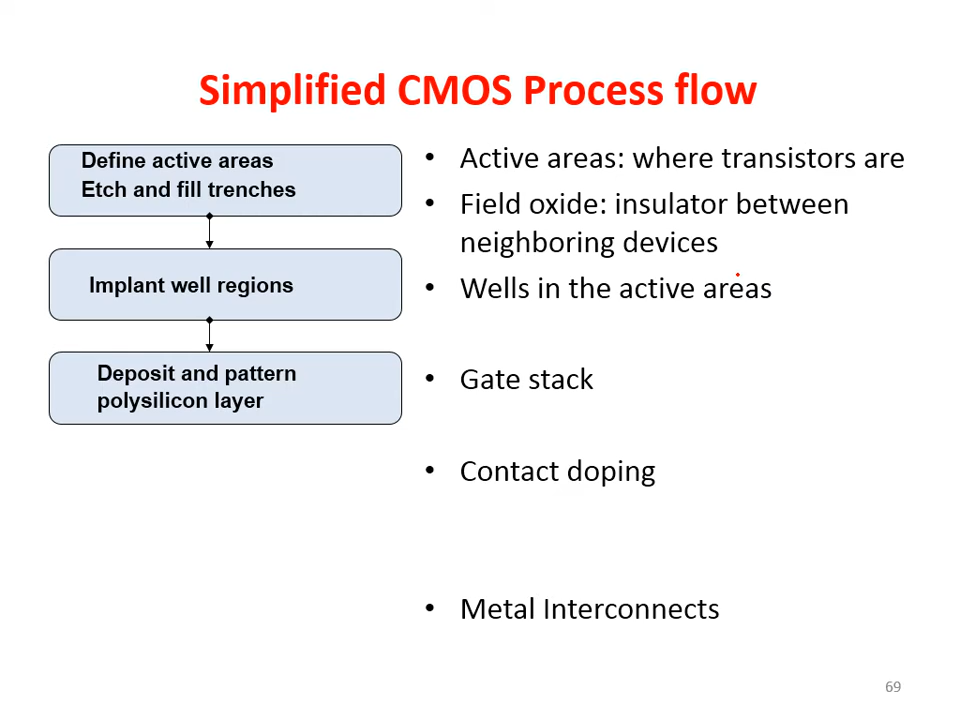 Simplified CMOS Process flow
Define active areas
Etch and fill trenches
Implant well regions
Deposit and pattern
polysilicon layer
• Active areas: where transistors are
• Field oxide: insulator between
neighboring devices
• Wells in the active areas
• Gate stack
• Contact doping
• Metal Interconnects
69